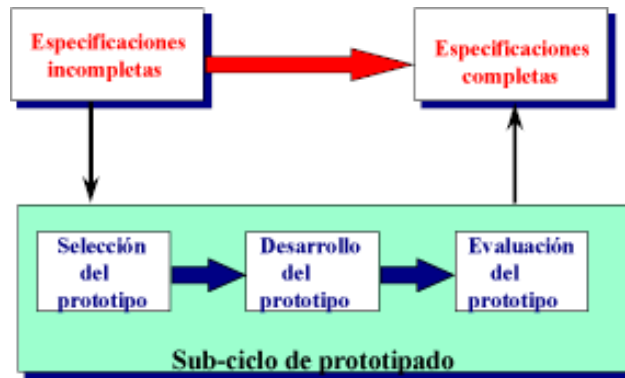 Especificaciones
incompletas
Especificaciones
completas
Selección
del
prototipo
Desarrollo
del
prototipo
Evaluación
del
prototipo
Sub-ciclo de prototipado